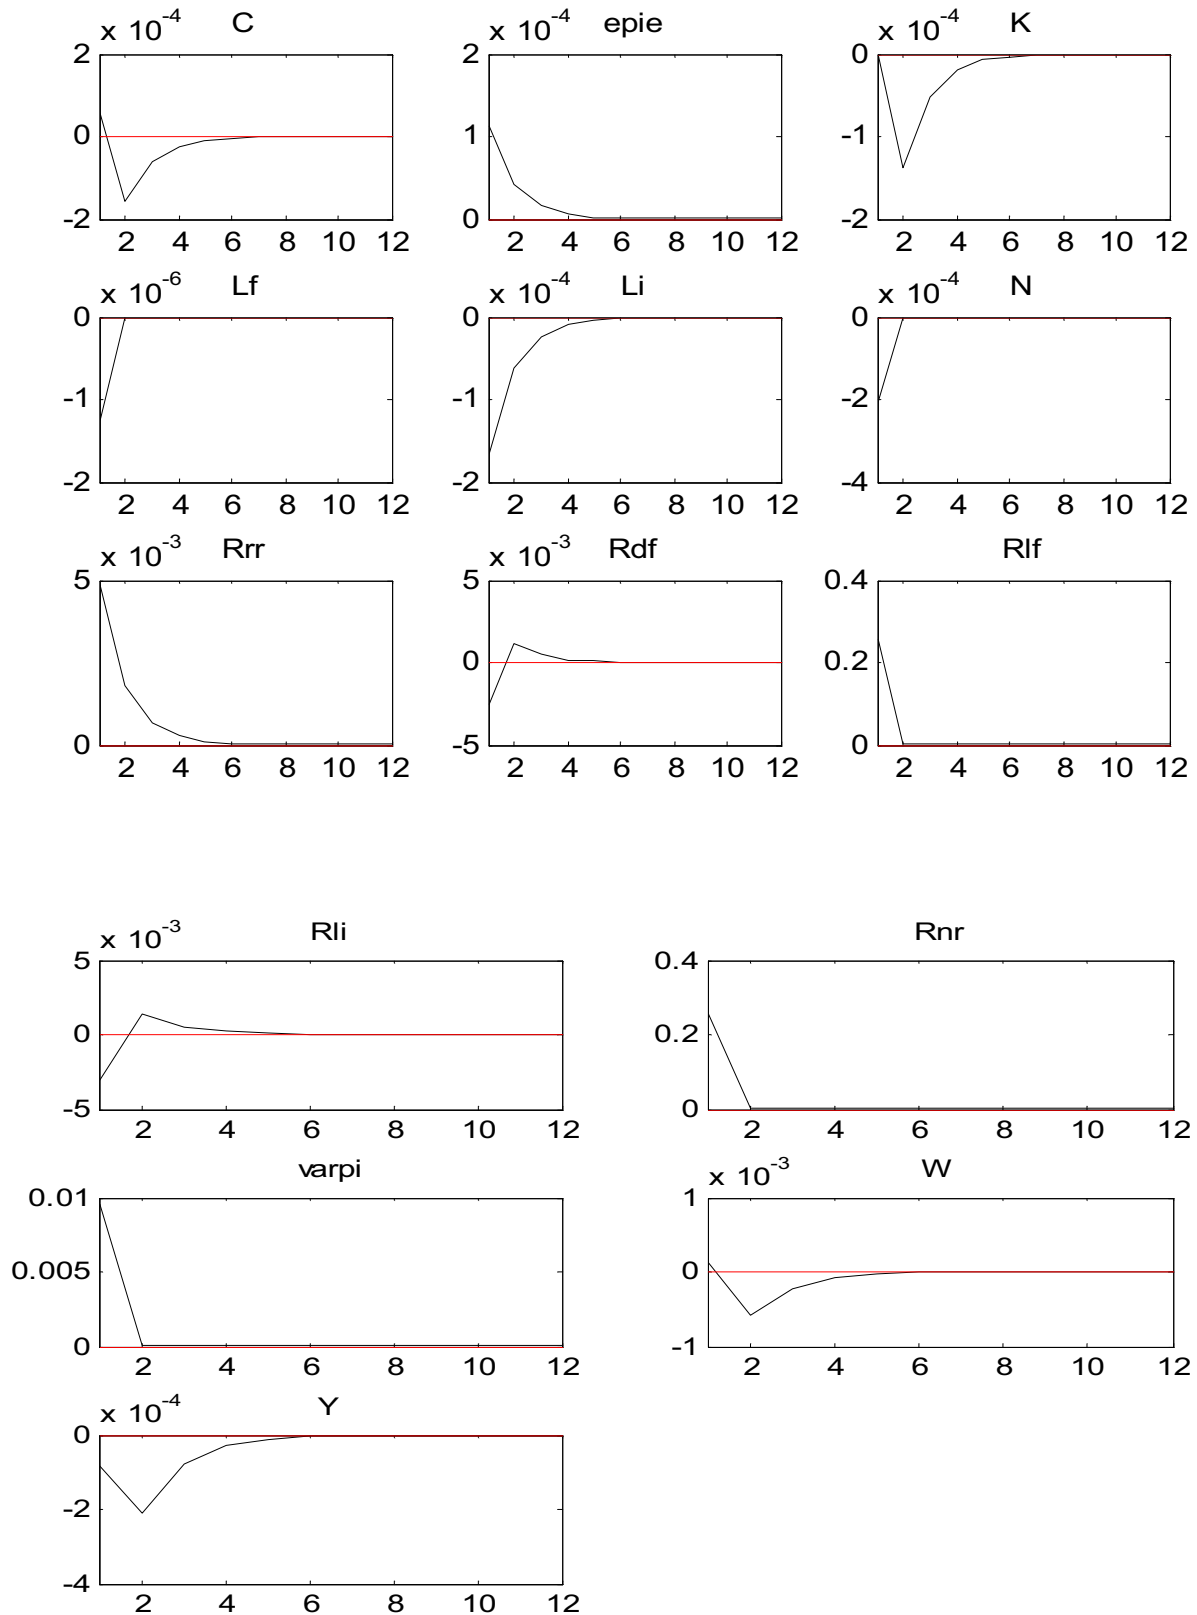 x 10^-4 C
2
0
-2
2 4 6 8 10 12
x 10^-4 epie
2
1
0
2 4 6 8 10 12
x 10^-4 K
0
-1
-2
2 4 6 8 10 12
x 10^-6 Lf
0
-1
-2
2 4 6 8 10 12
x 10^-4 Li
0
-1
-2
2 4 6 8 10 12
x 10^-4 N
0
-2
-4
2 4 6 8 10 12
x 10^-3 Rrr
5
0
2 4 6 8 10 12
x 10^-3 Rdf
5
0
-5
2 4 6 8 10 12
Rlf
0.4
0.2
0
2 4 6 8 10 12
x 10^-3 Rli
5
0
-5
2 4 6 8 10 12
Rnr
0.4
0.2
0
2 4 6 8 10 12
varpi
0.01
0.005
0
2 4 6 8 10 12
x 10^-3 W
1
0
-1
2 4 6 8 10 12
x 10^-4 Y
0
-2
-4
2 4 6 8 10 12